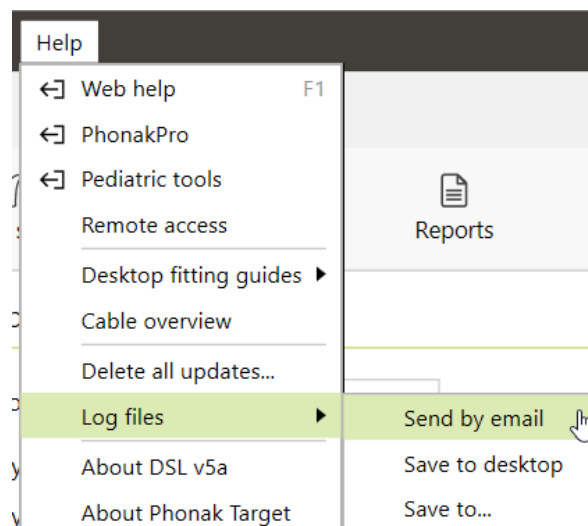 Help
Web help F1
PhonakPro
Pediatric tools
Remote access
Reports
Desktop fitting guides
Cable overview
Delete all updates...
Log files
Send by email
About DSL v5a
Save to desktop
About Phonak Target
Save to...